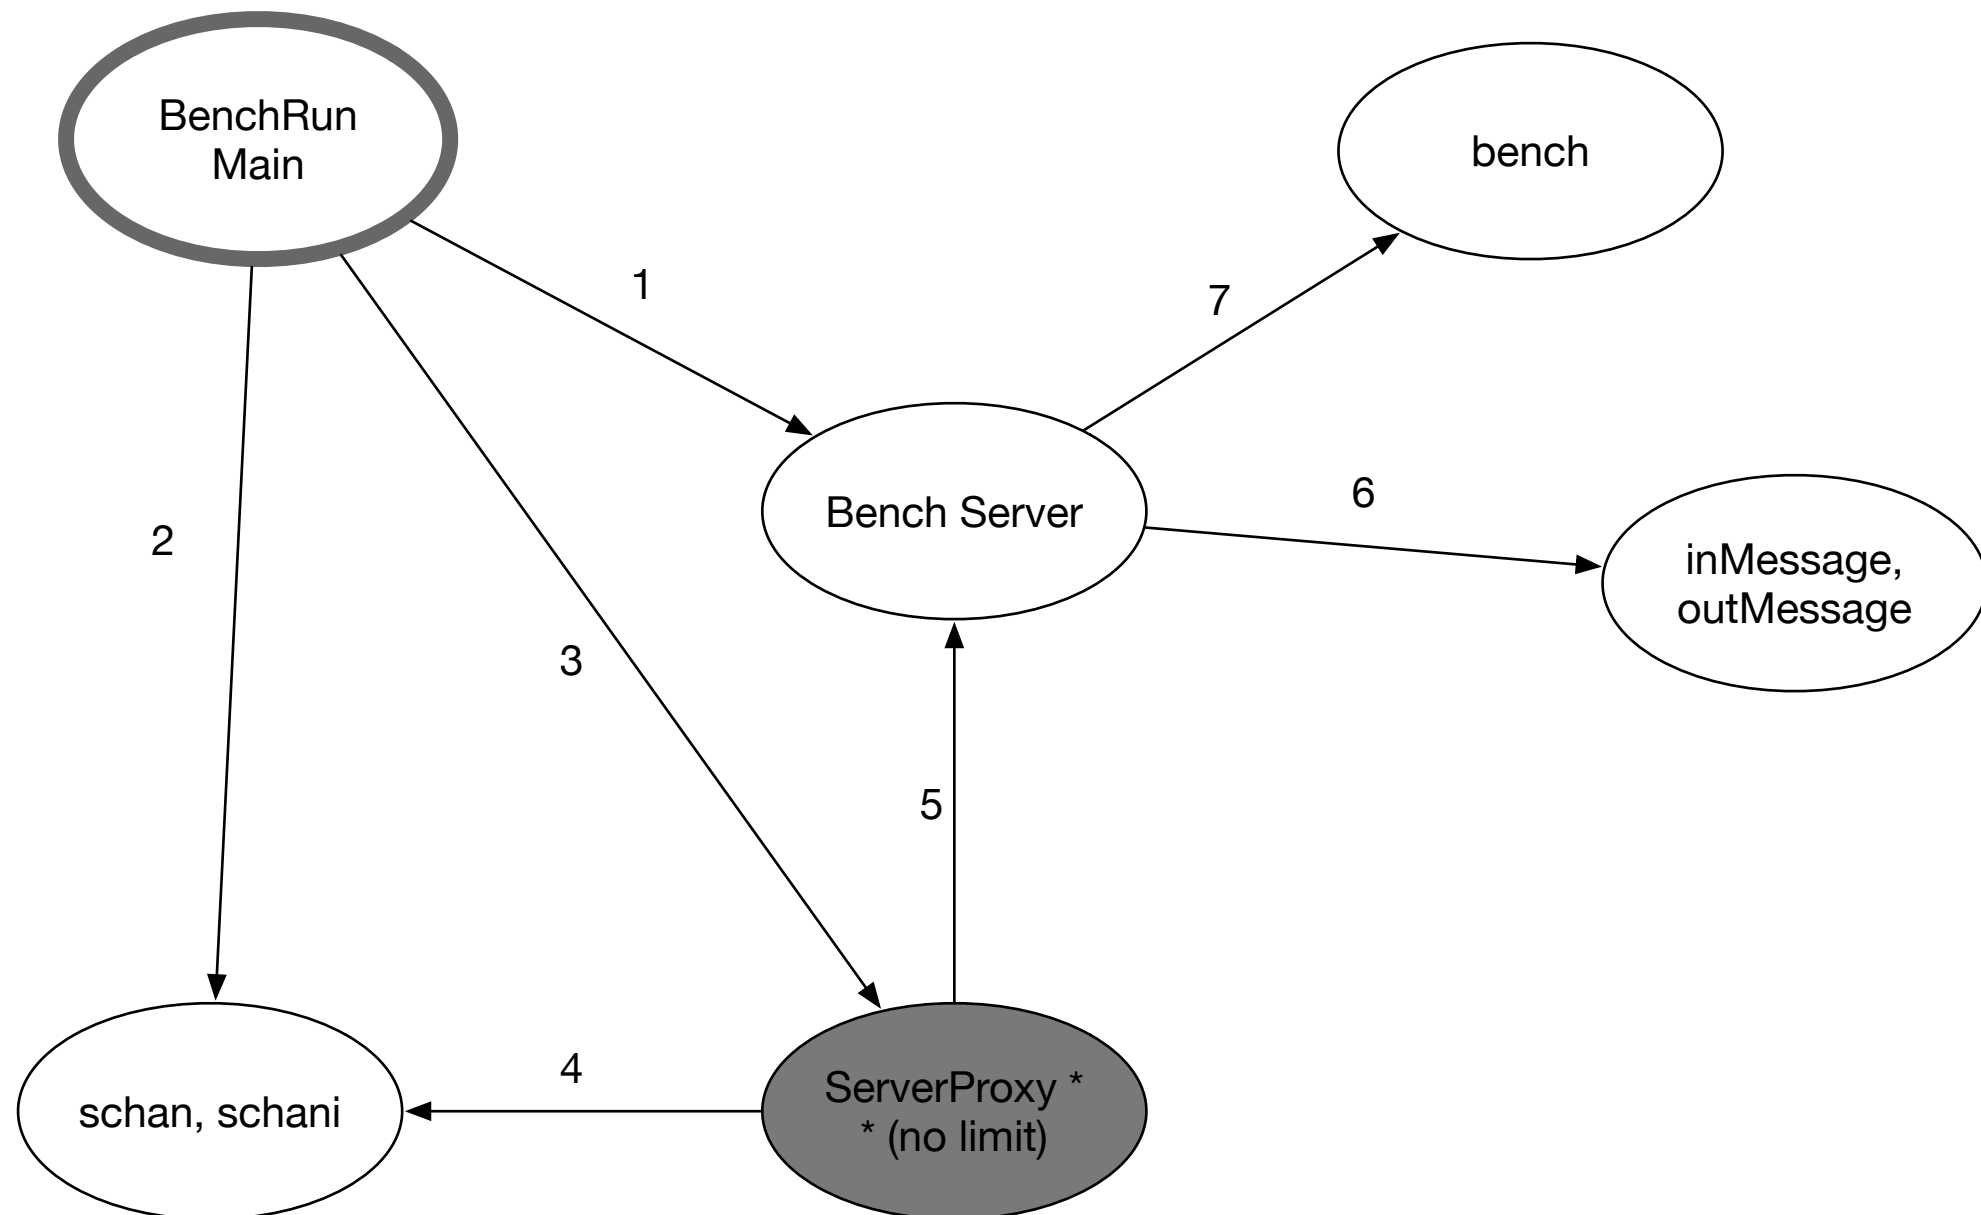 BenchRun
Main
bench
1
7
Bench Server
6
2
inMessage,
outMessage
3
5
4
schan, schani
ServerProxy *
* (no limit)